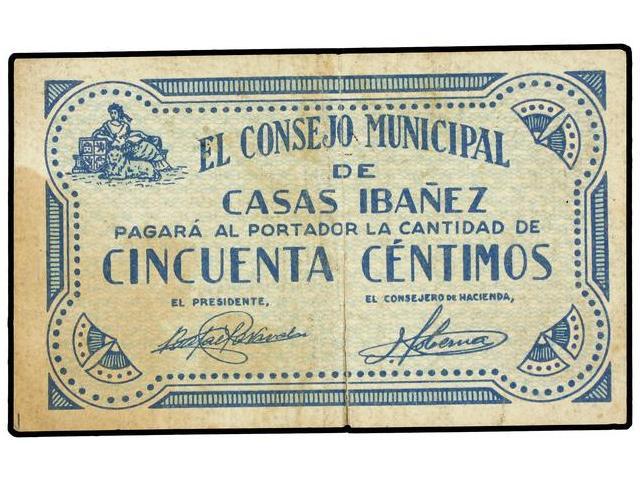 EL CONSEJO MUNICIPAL
DE
CASAS IBAÑEZ
PAGARÁ AL PORTADOR LA CANTIDAD DE
CINCUENTA CÉNTIMOS
EL PRESIDENTE, EL CONSEJERO DE HACIENDA,